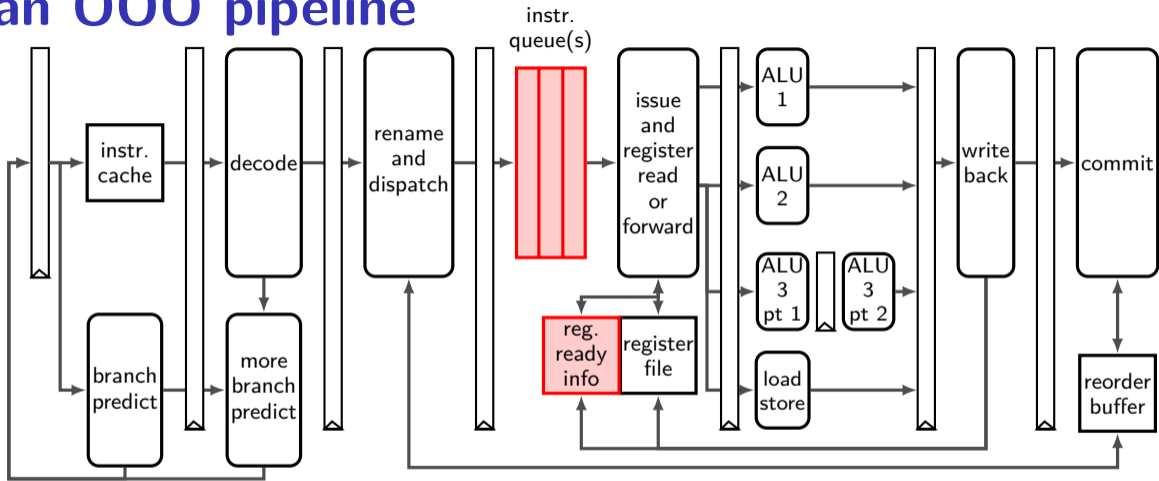 an OOO pipeline
instr.
queue(s)
instr.
cache
decode
rename
and
dispatch
issue
and
register
read
or
forward
ALU
1
ALU
2
ALU
3
pt 1
ALU
3
pt 2
load
store
write
back
commit
branch
predict
more
branch
predict
reg.
ready
info
register
file
reorder
buffer